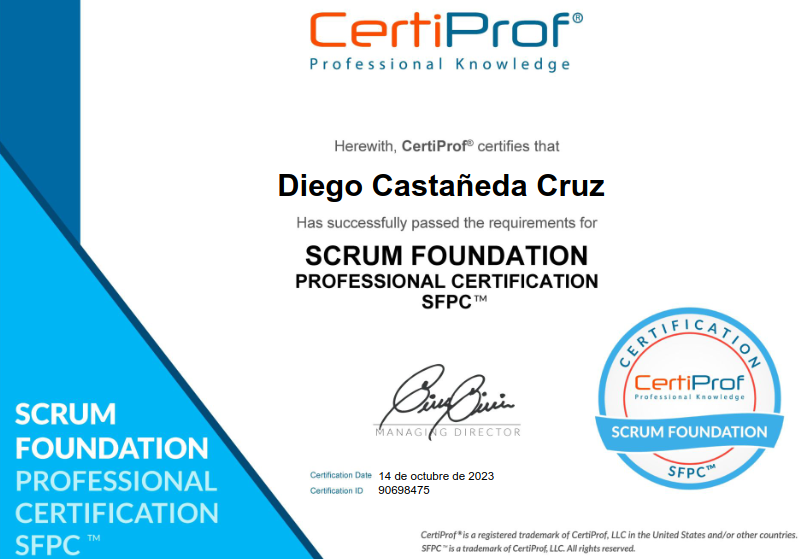 CertiProf®
Professional Knowledge
Herewith, CertiProf® certifies that
Diego Castañeda Cruz
Has successfully passed the requirements for
SCRUM FOUNDATION
PROFESSIONAL CERTIFICATION
SFPC™
MANAGING DIRECTOR
Certification Date 14 de octubre de 2023
Certification ID 90698475
SCRUM
FOUNDATION
PROFESSIONAL
CERTIFICATION
SFPC ™
CERTIFICATION
CertiProf
Professional Knowledge
SCRUM FOUNDATION
SFPC™
CertiProf® is a registered trademark of CertiProf, LLC in the United States and/or other countries.
SFPC™ is a trademark of CertiProf, LLC. All rights reserved.